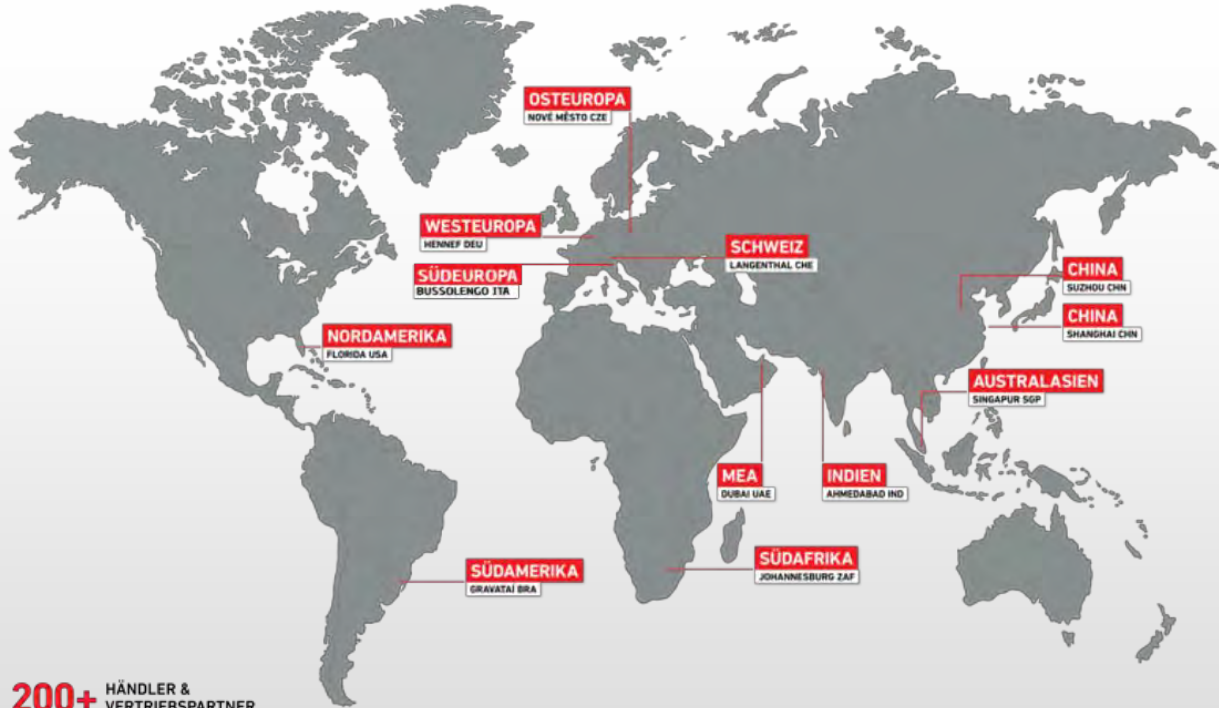 OSTEUROPA
NOVÉ MĚSTO CZE
WESTEUROPA
HENNEF DEU
SÜDEUROPA
BUSSOLENGO ITA
SCHWEIZ
LANGENTHAL CHE
CHINA
SUZHOU CHN
CHINA
SHANGHAI CHN
NORDAMERIKA
FLORIDA USA
AUSTRALASIEN
SINGAPUR SGP
MEA
DUBAI UAE
INDIEN
AHMEDABAD IND
SÜDAFRIKA
JOHANNESBURG ZAF
SÜDAMERIKA
GRAVATAÍ BRA
200+ HÄNDLER &
VERTRIEBSPARTNER